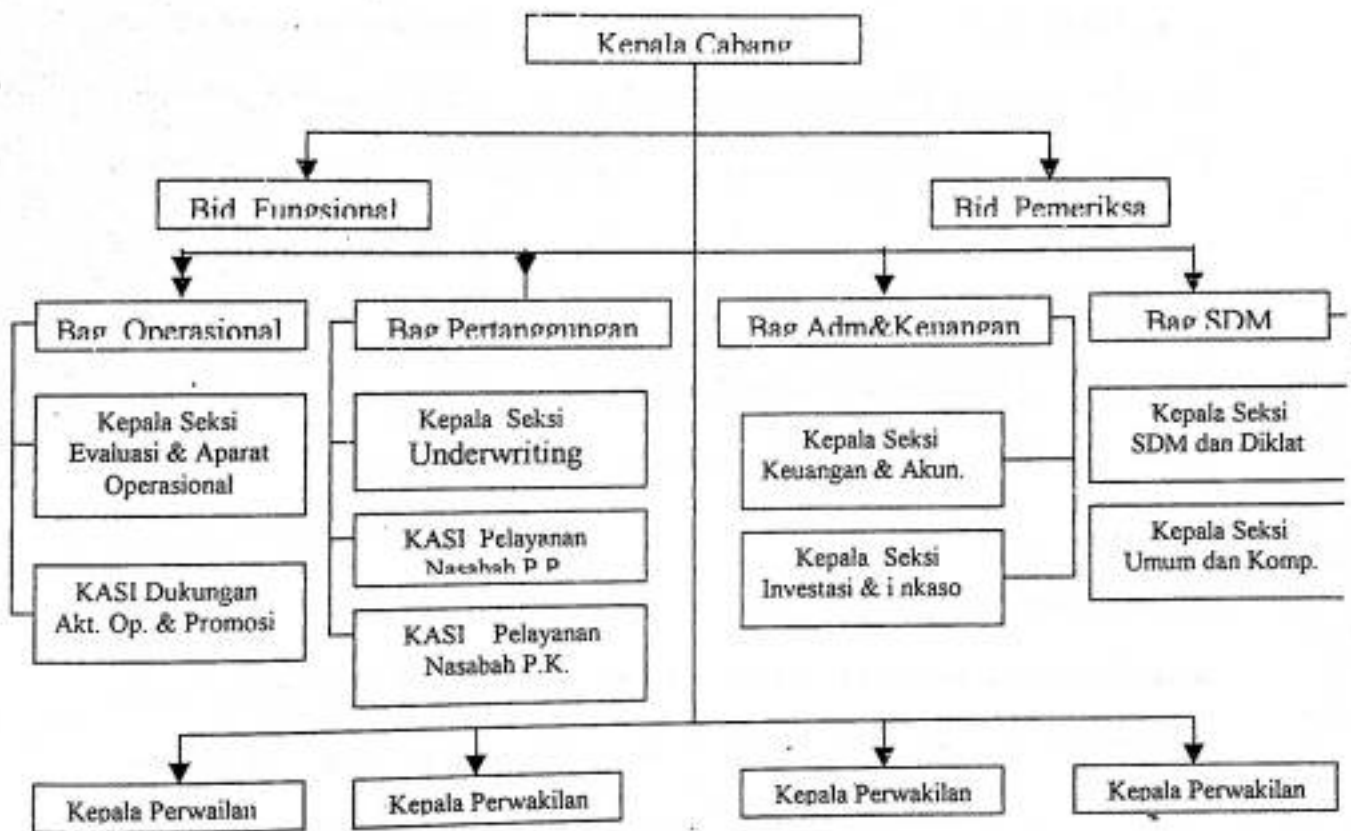 Kepala Cabang
Bid. Fungsional
Bid. Pemeriksa
Bag. Operasional
Bag Pertanggungan
Bag Adm&Keuangan
Bag SDM
Kepala Seksi
Evaluasi & Aparat
Operasional
KASI Dukungan
Akt. Op. & Promosi
Kepala Seksi
Underwriting
KASI Pelayanan
Nasabah P.P.
KASI Pelayanan
Nasabah P.K.
Kepala Seksi
Keuangan & Akun.
Kepala Seksi
Investasi & i nkaso
Kepala Seksi
SDM dan Diklat
Kepala Seksi
Umum dan Komp.
Kepala Perwailan
Kepala Perwakilan
Kepala Perwakilan
Kepala Perwakilan